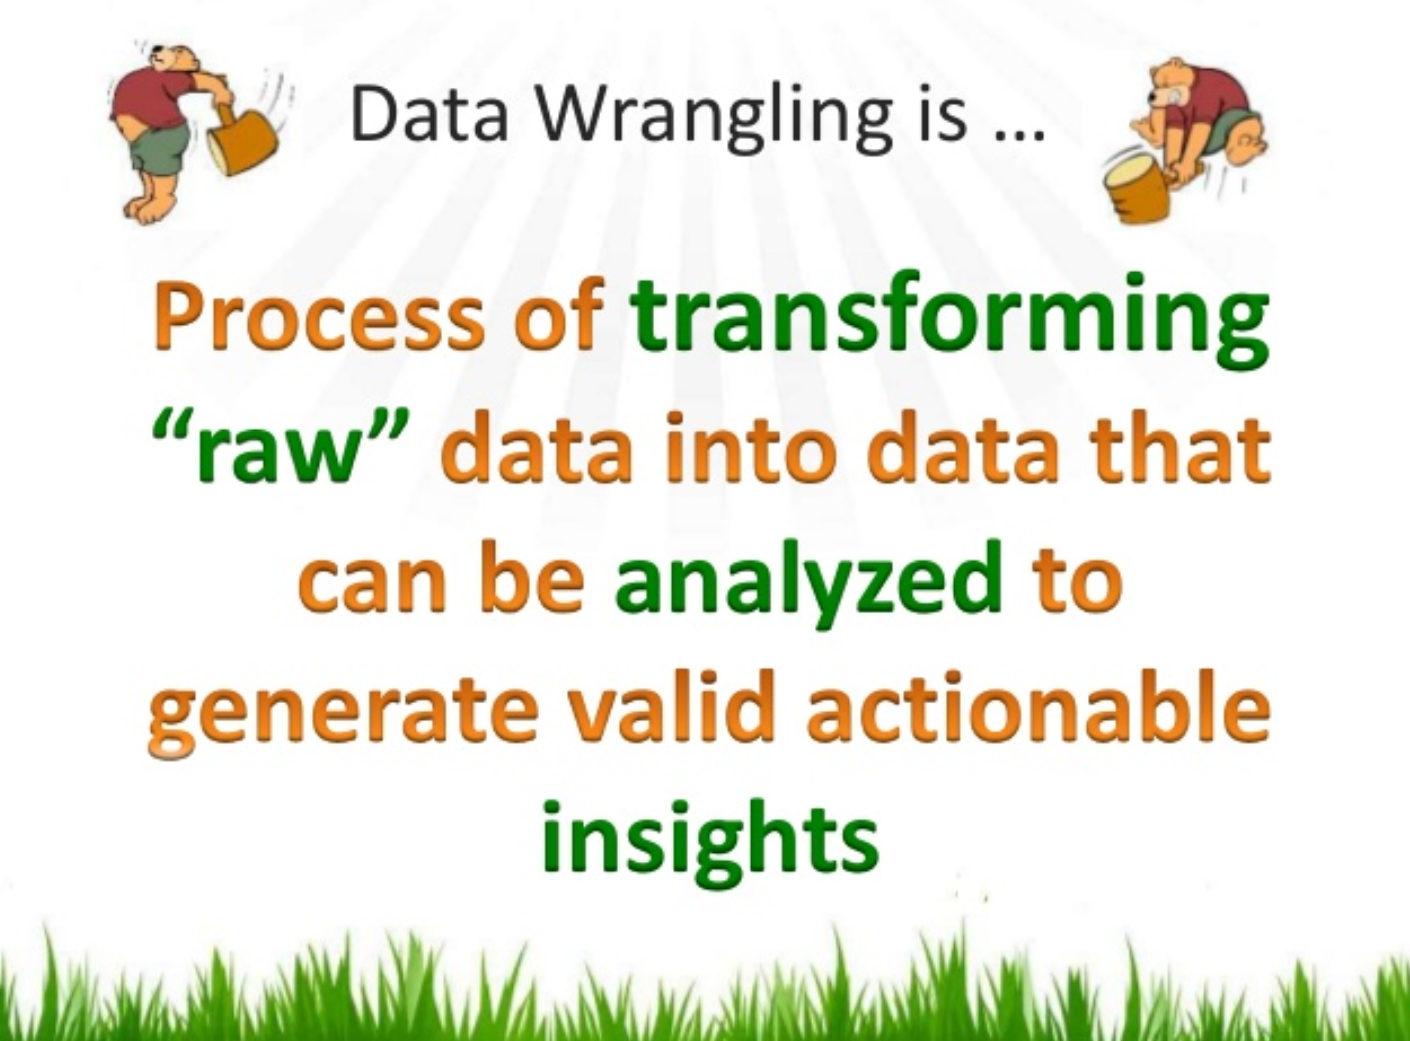 Data Wrangling is ...
Process of transforming
“raw” data into data that
can be analyzed to
generate valid actionable
insights